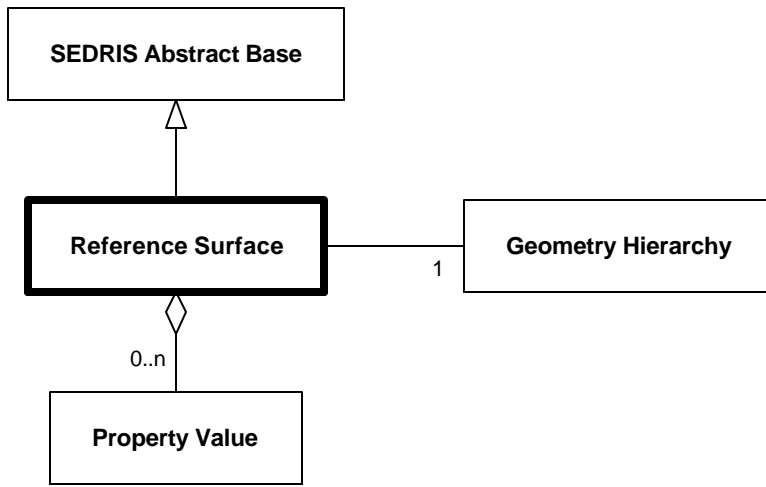 SEDRIS Abstract Base
Reference Surface
Geometry Hierarchy
1
0..n
Property Value